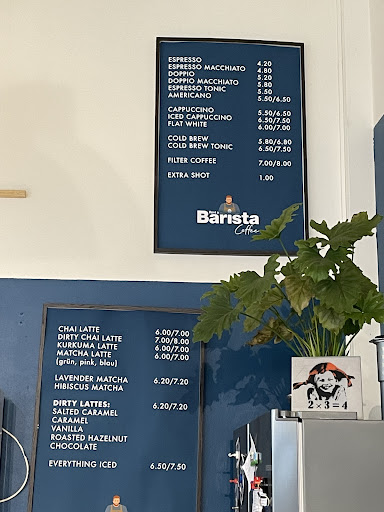 ESPRESSO 4.20
ESPRESSO MACCHIATO 4.80
DOPPIO 5.20
DOPPIO MACCHIATO 5.80
ESPRESSO TONIC 5.50
AMERICANO 5.50/6.50
CAPPUCCINO 5.50/6.50
ICED CAPPUCCINO 6.50/7.50
FLAT WHITE 6.00/7.00
COLD BREW 5.80/6.80
COLD BREW TONIC 6.50/7.50
FILTER COFFEE 7.00/8.00
EXTRA SHOT 1.00
Bärista
Coffee
CHAI LATTE 6.00/7.00
DIRTY CHAI LATTE 7.00/8.00
KURKUMA LATTE 6.00/7.00
MATCHA LATTE 6.00/7.00
(grün, pink, blau)
LAVENDER MATCHA 6.20/7.20
HIBISCUS MATCHA
DIRTY LATTES: 6.20/7.20
SALTED CARAMEL
CARAMEL
VANILLA
ROASTED HAZELNUT
CHOCOLATE
EVERYTHING ICED 6.50/7.50
2×3=4